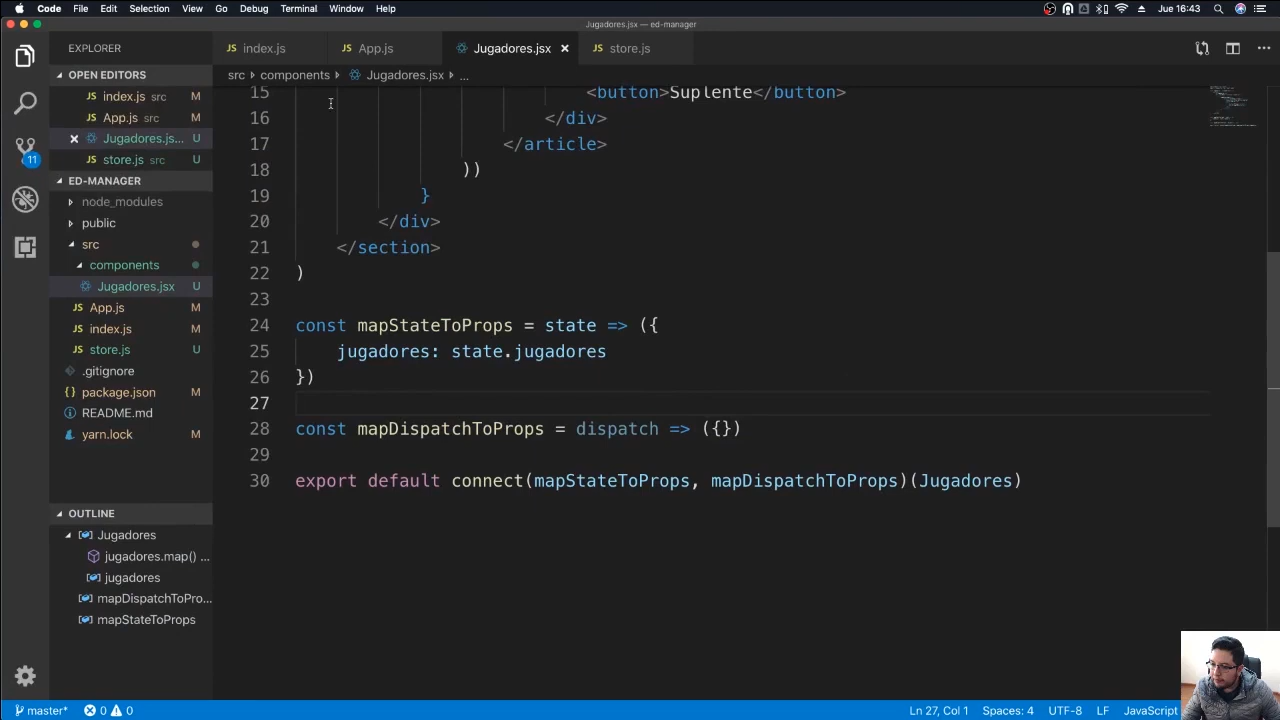 Code File Edit Selection View Go Debug Terminal Window Help Jue 16:43
Jugadores.jsx — ed-manager
EXPLORER
index.js App.js Jugadores.jsx store.js
src components Jugadores.jsx ...
OPEN EDITORS
index.js src M
App.js src M
Jugadores.js... U
store.js src U
ED-MANAGER
node_modules
public
src
components
Jugadores.jsx U
App.js M
index.js M
store.js U
.gitignore
package.json M
README.md
yarn.lock M
OUTLINE
Jugadores
jugadores.map() ...
jugadores
mapDispatchToPro...
mapStateToProps
11
15 <button>Suplente</button>
16 </div>
17 </article>
18 ))
19 }
20 </div>
21 </section>
22 )
23
24 const mapStateToProps = state => ({
25 jugadores: state.jugadores
26 })
27
28 const mapDispatchToProps = dispatch => ({})
29
30 export default connect(mapStateToProps, mapDispatchToProps)(Jugadores)
master* 0 0 Ln 27, Col 1 Spaces: 4 UTF-8 LF JavaScript